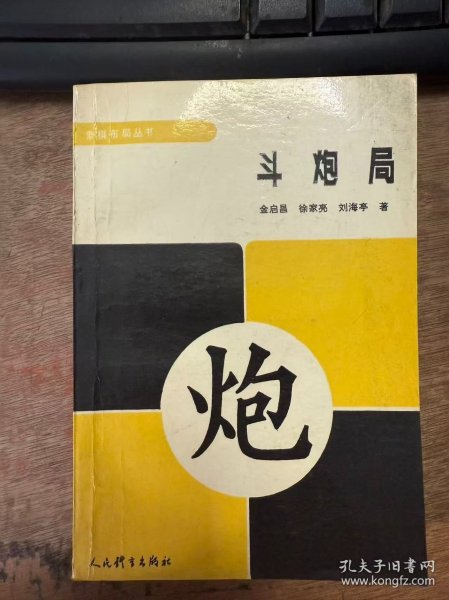 象棋布局丛书
斗炮局
金启昌 徐家亮 刘海亭 著
炮
人民体育出版社
孔夫子旧书网
www.kongfz.com